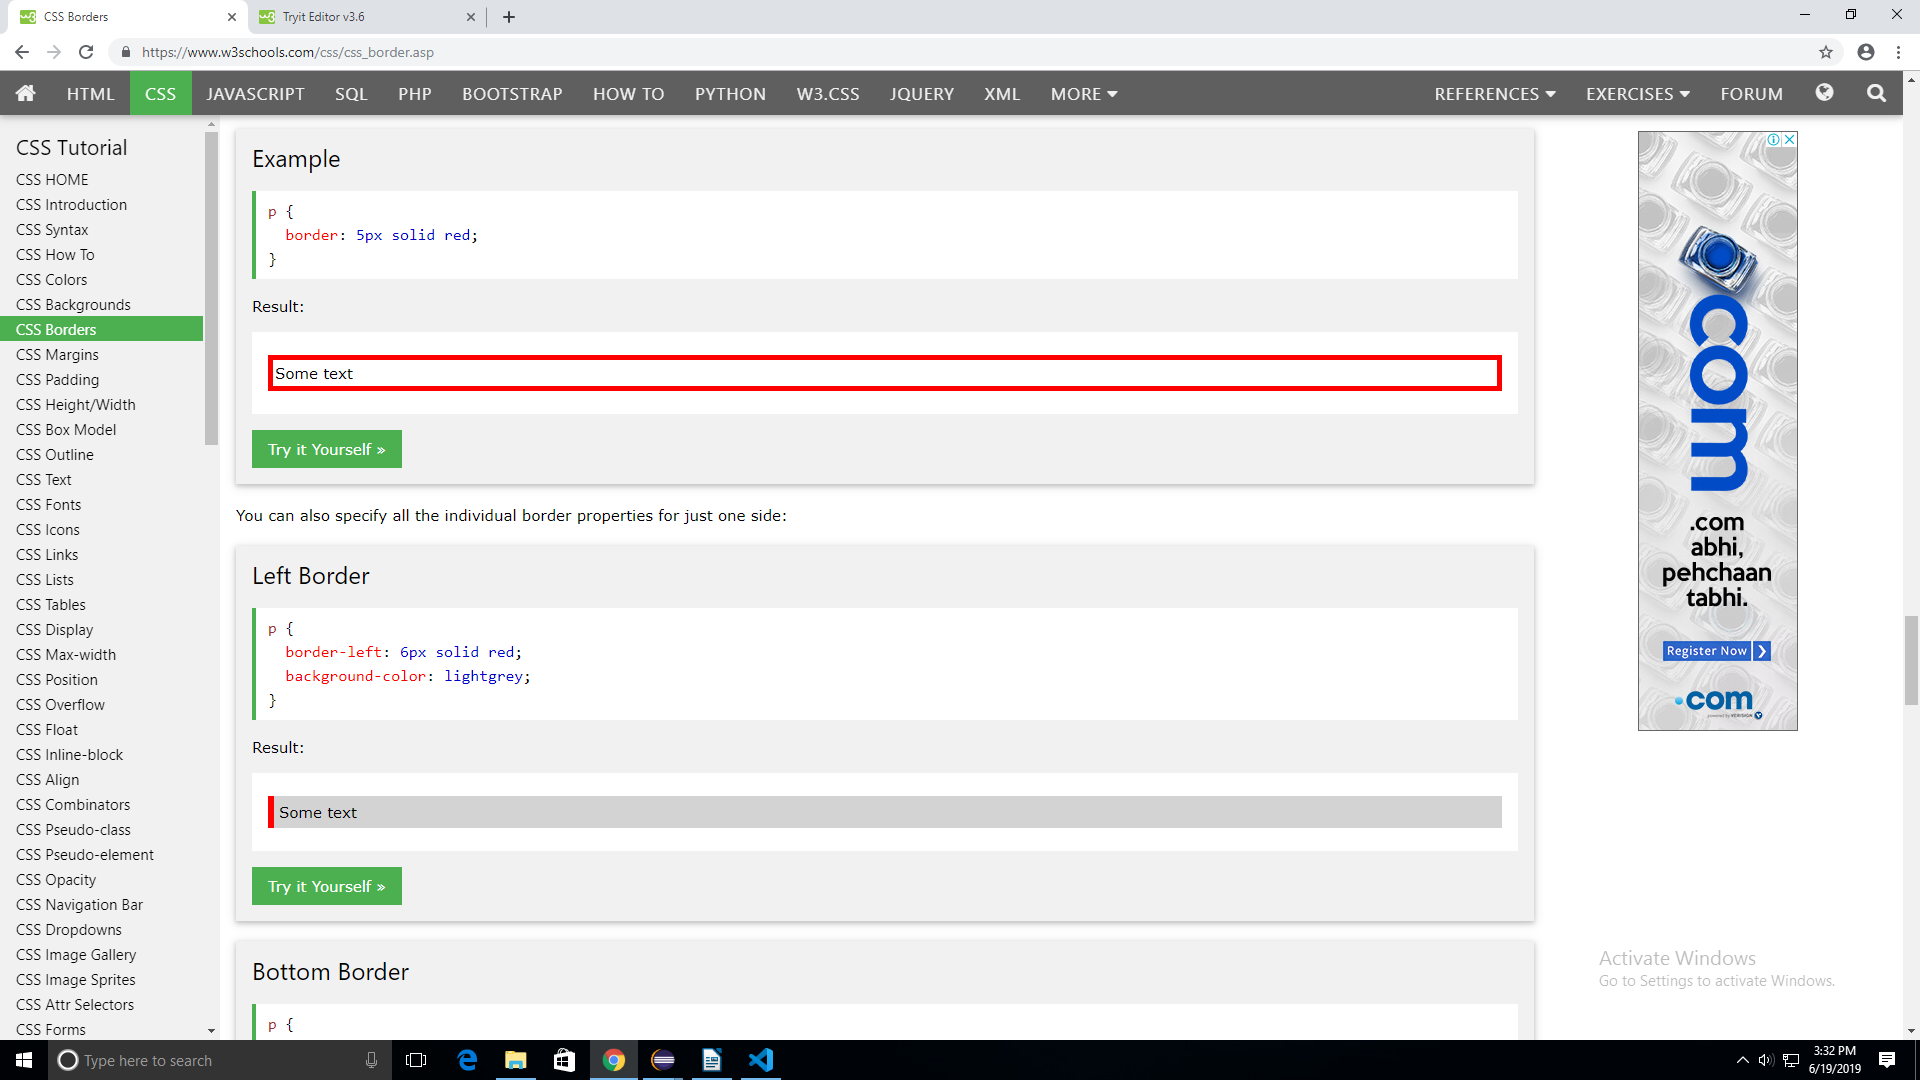 CSS Borders
Tryit Editor v3.6
https://www.w3schools.com/css/css_border.asp
HTML CSS JAVASCRIPT SQL PHP BOOTSTRAP HOW TO PYTHON W3.CSS JQUERY XML MORE REFERENCES EXERCISES FORUM
CSS Tutorial
CSS HOME
CSS Introduction
CSS Syntax
CSS How To
CSS Colors
CSS Backgrounds
CSS Borders
CSS Margins
CSS Padding
CSS Height/Width
CSS Box Model
CSS Outline
CSS Text
CSS Fonts
CSS Icons
CSS Links
CSS Lists
CSS Tables
CSS Display
CSS Max-width
CSS Position
CSS Overflow
CSS Float
CSS Inline-block
CSS Align
CSS Combinators
CSS Pseudo-class
CSS Pseudo-element
CSS Opacity
CSS Navigation Bar
CSS Dropdowns
CSS Image Gallery
CSS Image Sprites
CSS Attr Selectors
CSS Forms
Example
p {
border: 5px solid red;
}
Result:
Some text
Try it Yourself »
You can also specify all the individual border properties for just one side:
Left Border
p {
border-left: 6px solid red;
background-color: lightgrey;
}
Result:
Some text
Try it Yourself »
Bottom Border
p {
com
.com
abhi,
pehchaan
tabhi.
Register Now
.com
powered by VERISIGN
Activate Windows
Go to Settings to activate Windows.
Type here to search
3:32 PM
6/19/2019